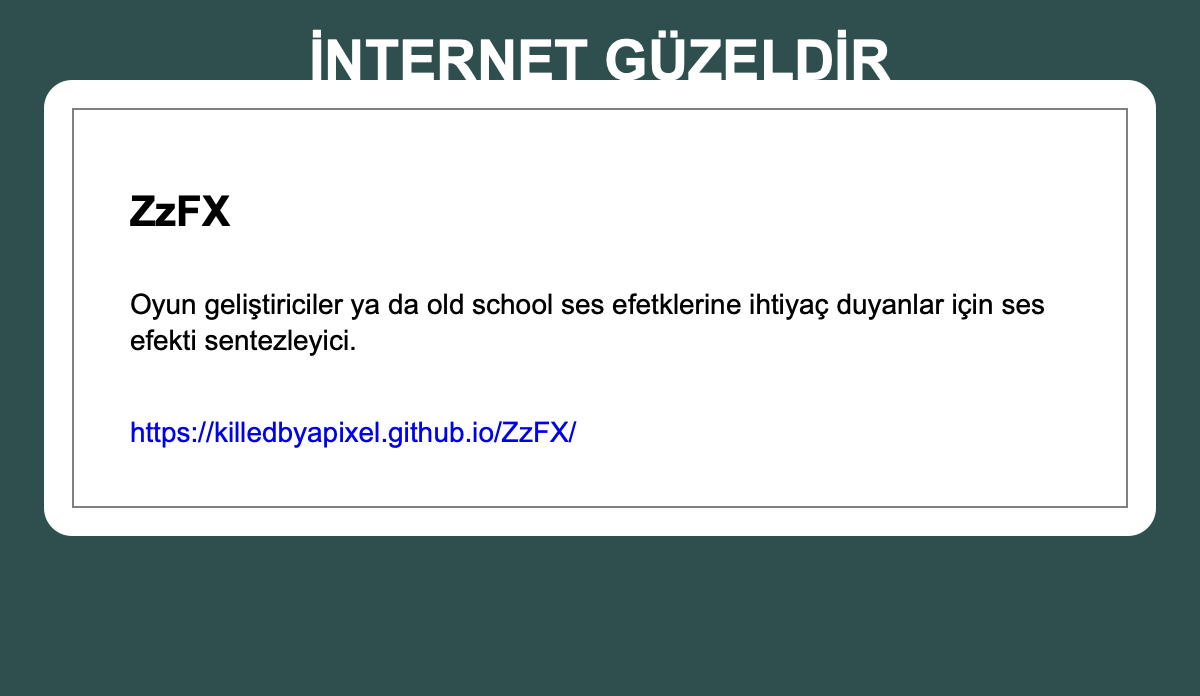 İNTERNET GÜZELDİR
ZzFX
Oyun geliştiriciler ya da old school ses efetklerine ihtiyaç duyanlar için ses
efekti sentezleyici.
https://killedbyapixel.github.io/ZzFX/